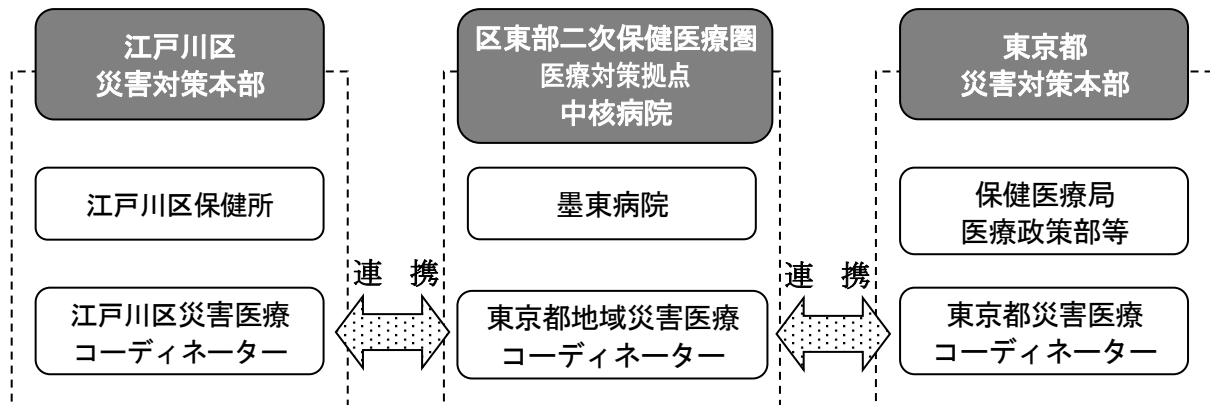 江戸川区
災害対策本部
区東部二次保健医療圏
医療対策拠点
中核病院
東京都
災害対策本部
江戸川区保健所
墨東病院
保健医療局
医療政策部等
連 携
連 携
江戸川区災害医療
コーディネーター
東京都地域災害医療
コーディネーター
東京都災害医療
コーディネーター